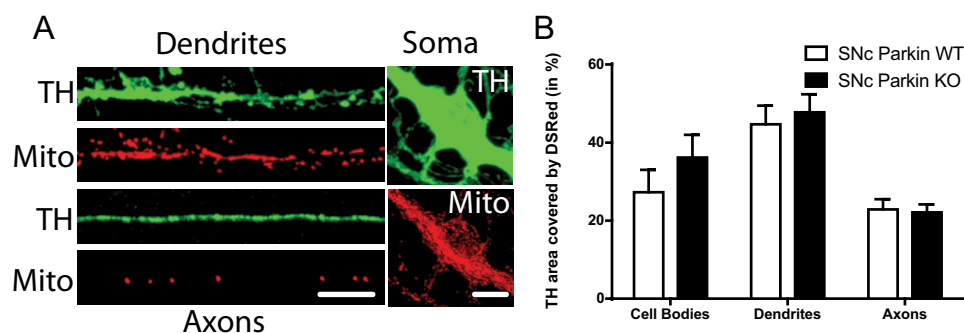 A
Dendrites
Soma
TH
Mito
TH
Mito
Axons
TH
Mito
B
SNc Parkin WT
SNc Parkin KO
TH area covered by DSRed (in %)
60
40
20
0
Cell Bodies
Dendrites
Axons